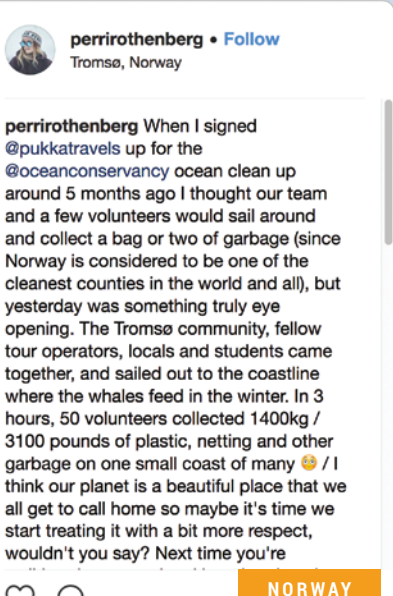 perrirothenberg • Follow
Tromsø, Norway
perrirothenberg When I signed
@pukkatravels up for the
@oceanconservancy ocean clean up
around 5 months ago I thought our team
and a few volunteers would sail around
and collect a bag or two of garbage (since
Norway is considered to be one of the
cleanest counties in the world and all), but
yesterday was something truly eye
opening. The Tromsø community, fellow
tour operators, locals and students came
together, and sailed out to the coastline
where the whales feed in the winter. In 3
hours, 50 volunteers collected 1400kg /
3100 pounds of plastic, netting and other
garbage on one small coast of many 😳 / I
think our planet is a beautiful place that we
all get to call home so maybe it's time we
start treating it with a bit more respect,
wouldn't you say? Next time you're
NORWAY